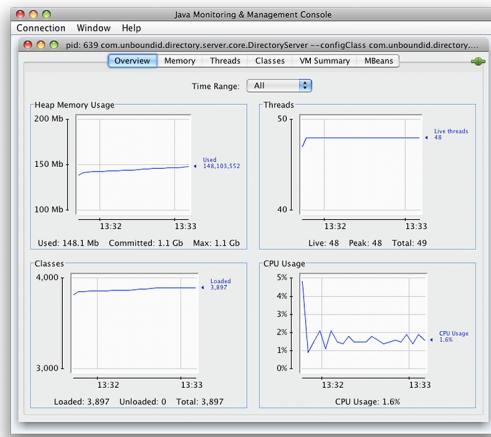 Java Monitoring & Management Console
Connection Window Help
pid: 639 com.unboundid.directory.server.core.DirectoryServer --configClass com.unboundid.directory....
Overview Memory Threads Classes VM Summary MBeans
Time Range: All
Heap Memory Usage
200 Mb
150 Mb
100 Mb
Used
148,103,552
13:32 13:33
Used: 148.1 Mb Committed: 1.1 Gb Max: 1.1 Gb
Threads
50
40
Live threads
48
13:32 13:33
Live: 48 Peak: 48 Total: 49
Classes
4,000
3,000
Loaded
3,897
13:32 13:33
Loaded: 3,897 Unloaded: 0 Total: 3,897
CPU Usage
5%
4%
3%
2%
1%
0%
CPU Usage
1.6%
13:32 13:33
CPU Usage: 1.6%